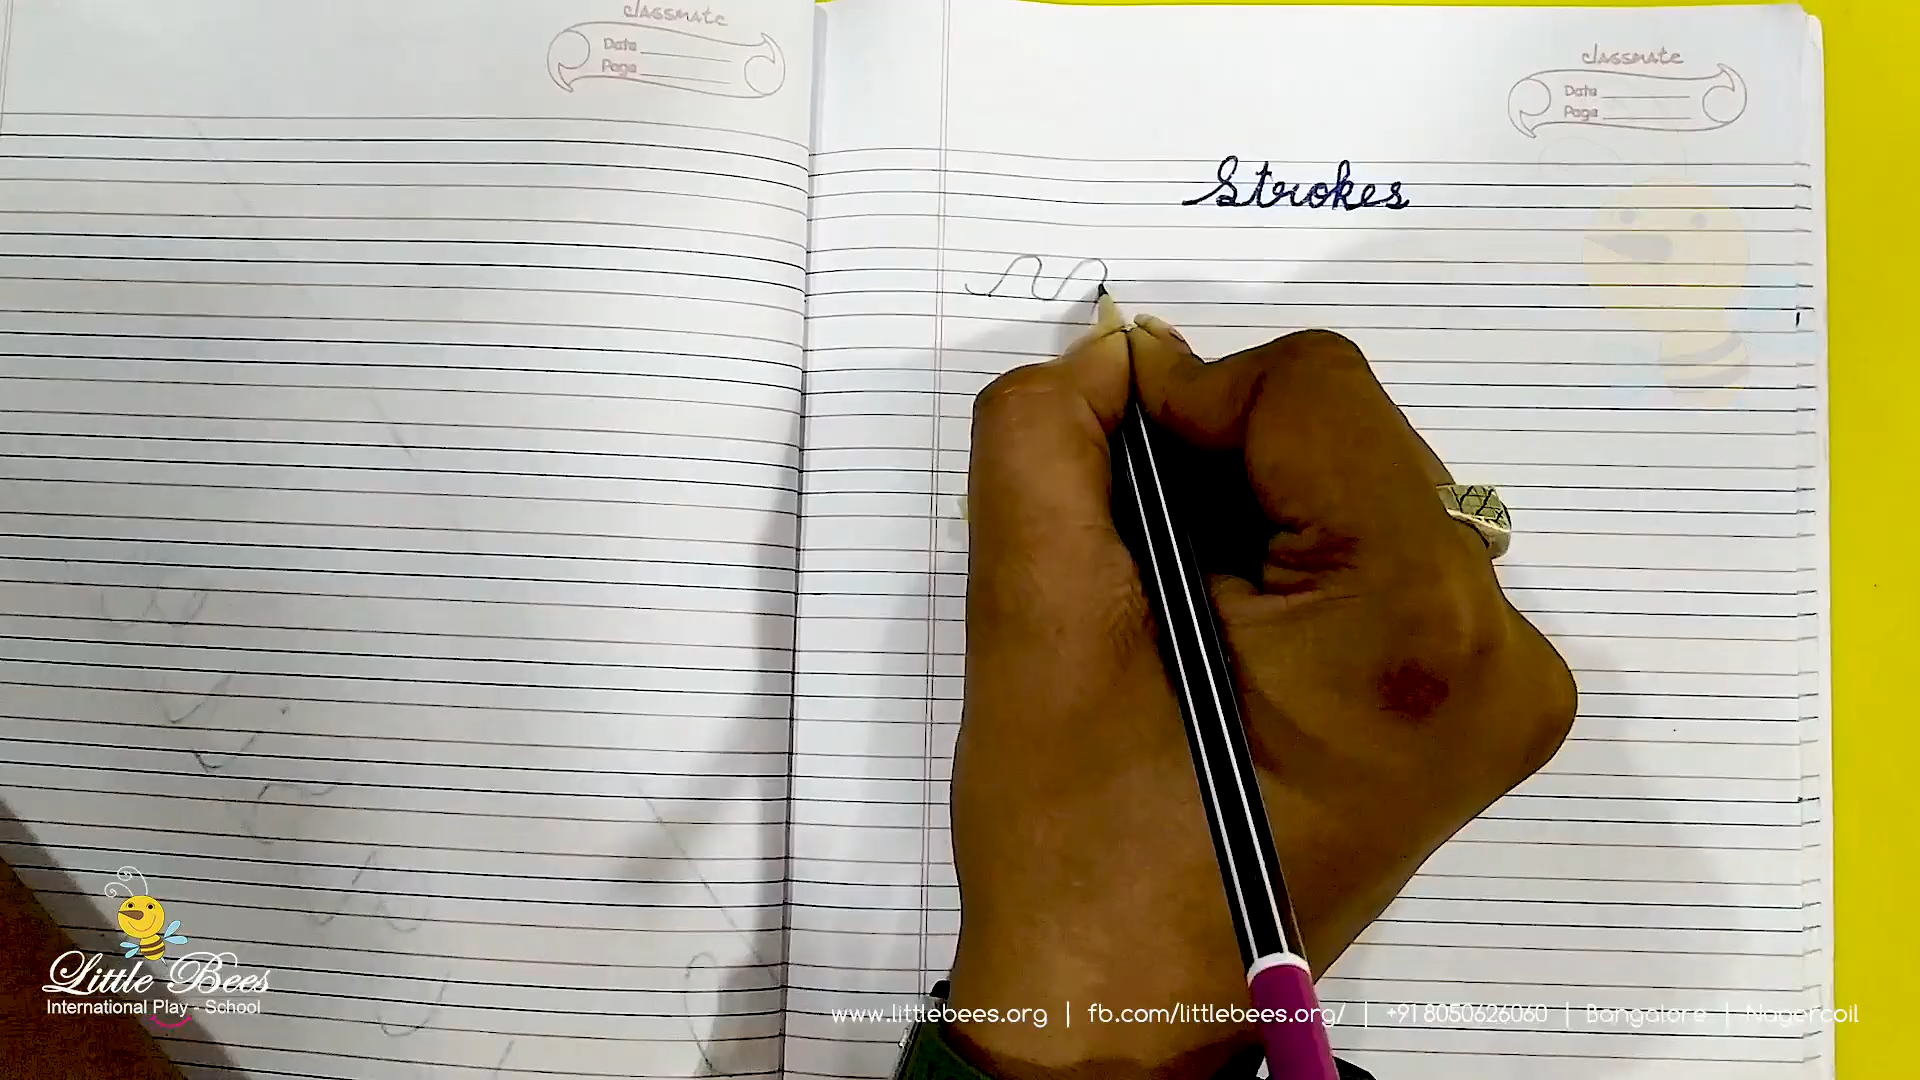 classmate
Date
Page
classmate
Date
Page
Strokes
Little Bees
International Play - School
www.littlebees.org | fb.com/littlebees.org/ | +91 8050626060 | Bangalore | Nagercoil